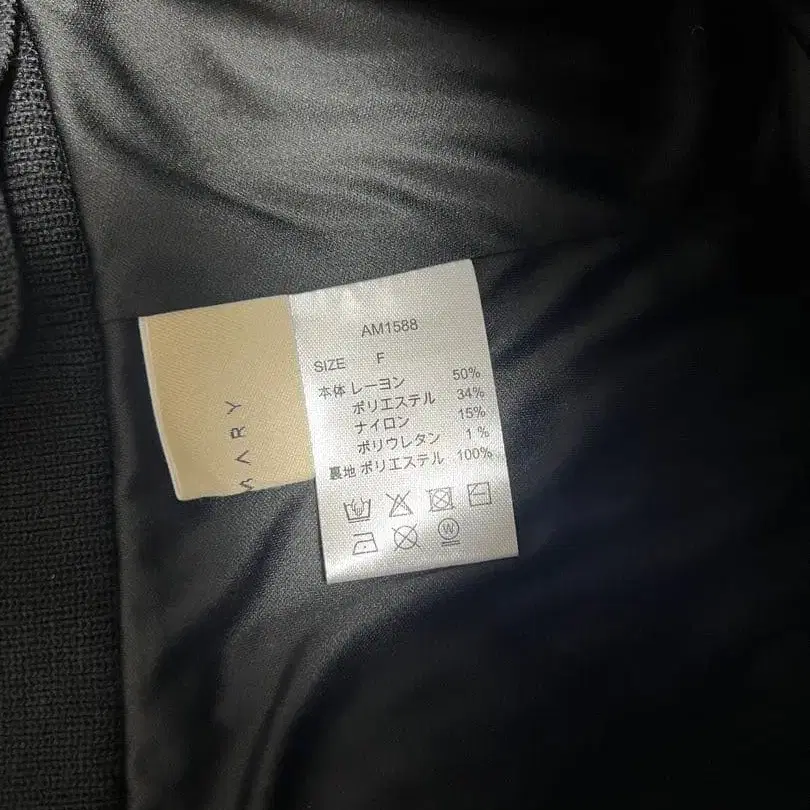 AM1588
SIZE F
本体 レーヨン 50%
ポリエステル 34%
ナイロン 15%
ポリウレタン 1%
裏地 ポリエステル 100%
W
MARY